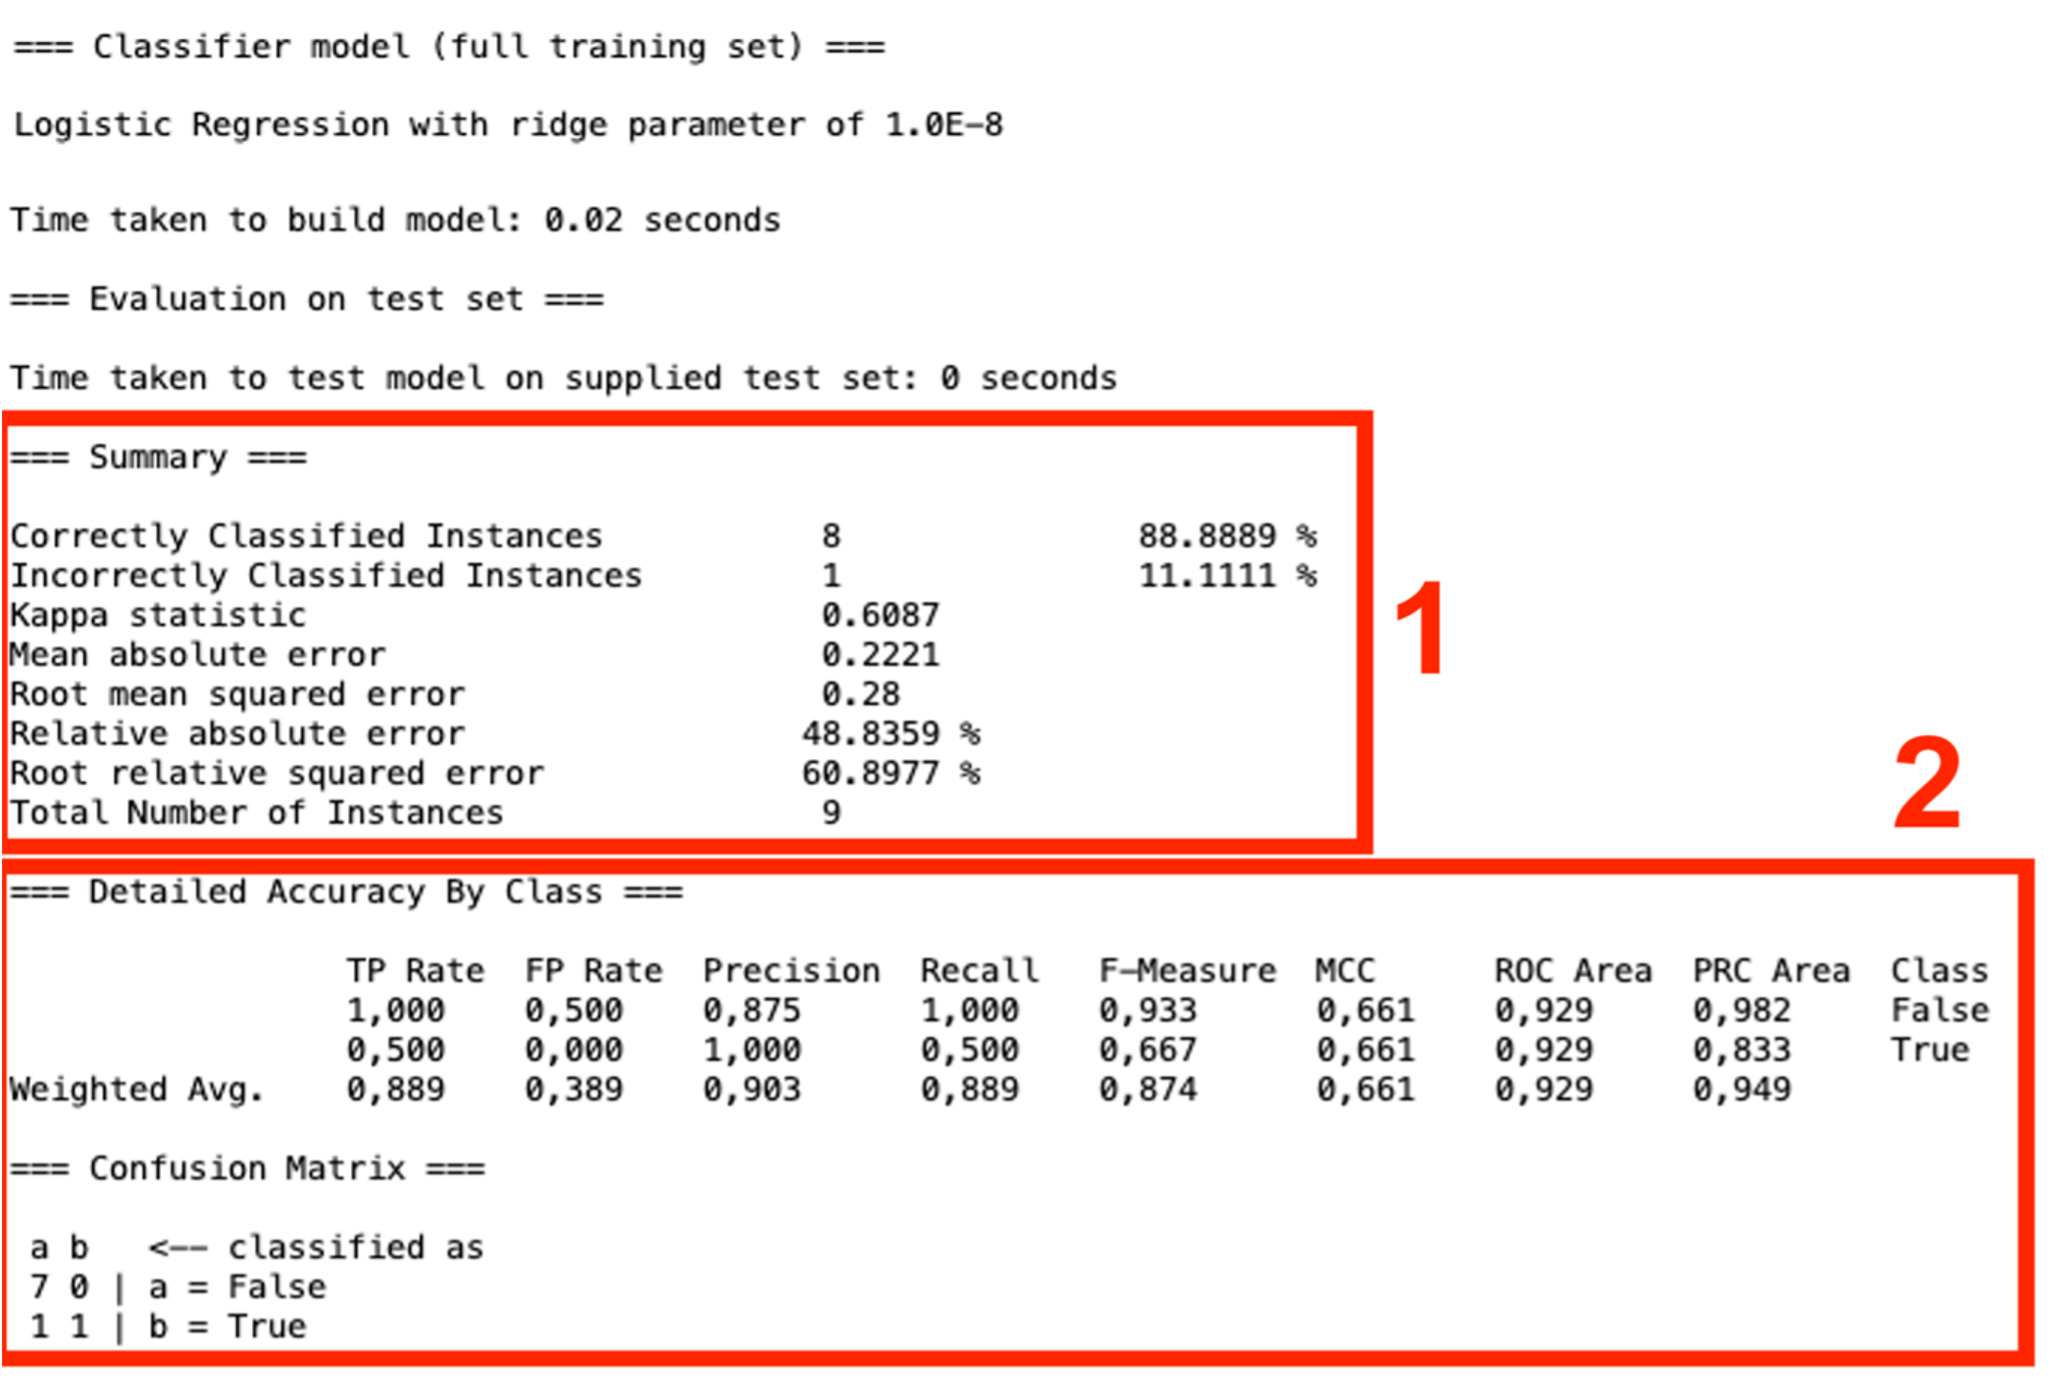 === Classifier model (full training set) ===
Logistic Regression with ridge parameter of 1.0E-8
Time taken to build model: 0.02 seconds
=== Evaluation on test set ===
Time taken to test model on supplied test set: 0 seconds
=== Summary ===
Correctly Classified Instances 8 88.8889 %
Incorrectly Classified Instances 1 11.1111 %
Kappa statistic 0.6087
Mean absolute error 0.2221
Root mean squared error 0.28
Relative absolute error 48.8359 %
Root relative squared error 60.8977 %
Total Number of Instances 9
1
2
=== Detailed Accuracy By Class ===
TP Rate FP Rate Precision Recall F-Measure MCC ROC Area PRC Area Class
1,000 0,500 0,875 1,000 0,933 0,661 0,929 0,982 False
0,500 0,000 1,000 0,500 0,667 0,661 0,929 0,833 True
Weighted Avg. 0,889 0,389 0,903 0,889 0,874 0,661 0,929 0,949
=== Confusion Matrix ===
a b <-- classified as
7 0 | a = False
1 1 | b = True